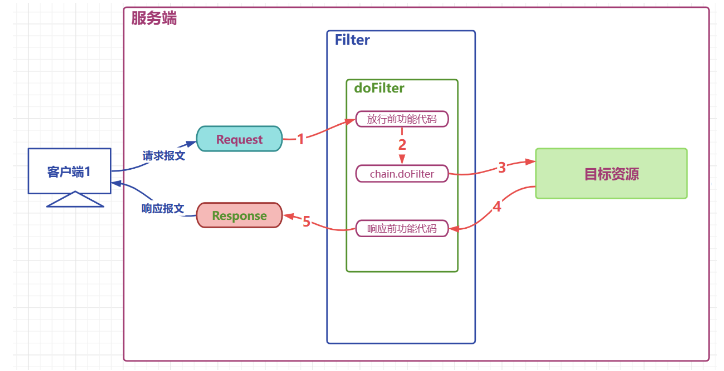 服务端
Filter
doFilter
放行前功能代码
Request
1
2
请求报文
客户端1
chain.doFilter
3
目标资源
响应报文
Response
5
响应前功能代码
4